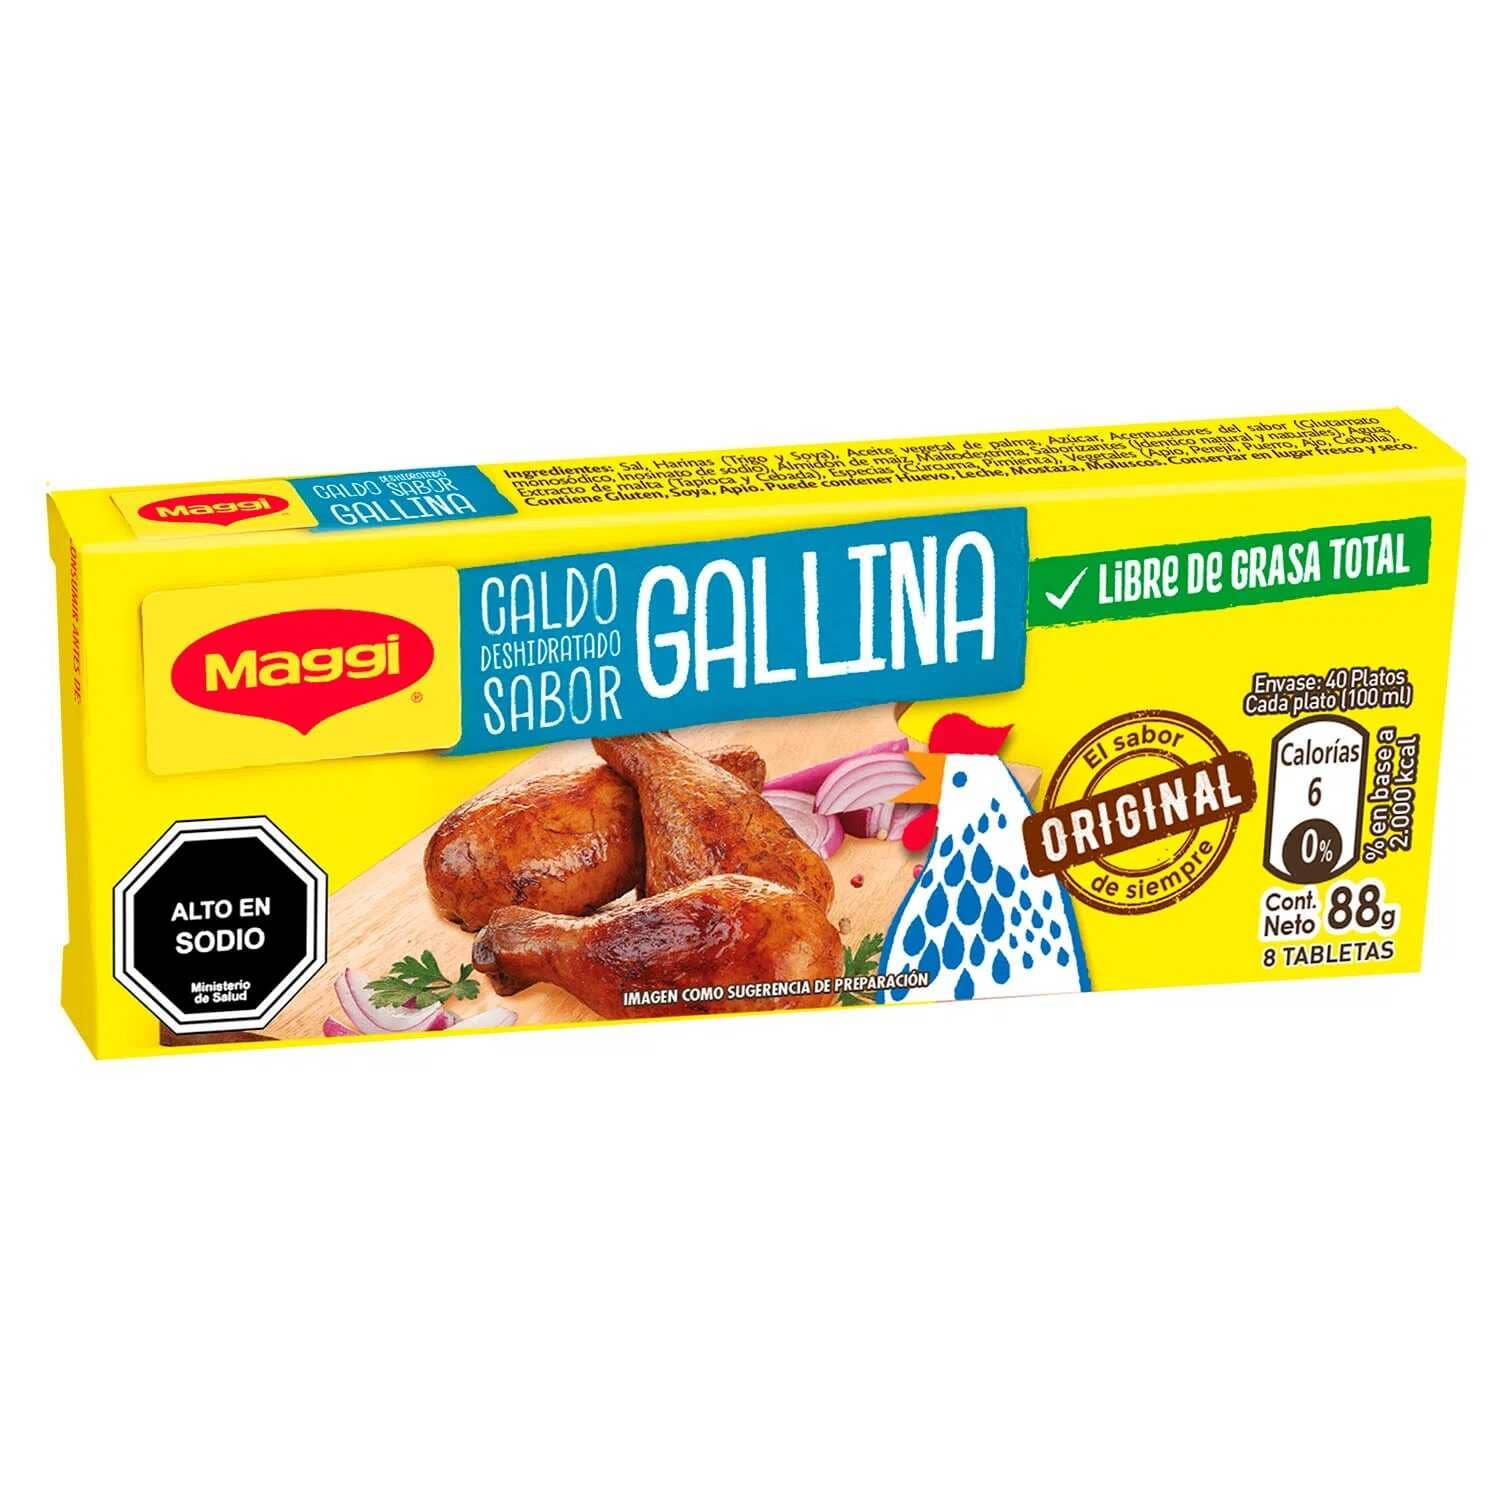 Maggi
CALDO DESHIDRATADO SABOR
GALLINA
Ingredientes: Sal, Harinas (Trigo y Soya), Aceite vegetal de palma, Azúcar, Acentuadores del sabor (Glutamato
monosódico, Inosinato de sodio), Almidón de maíz, Maltodextrina, Saborizantes (Idéntico natural y naturales), Agua,
Extracto de malta (Tapioca y Cebada), Especias (Cúrcuma, Pimienta), Vegetales (Apio, Perejil, Puerro, Ajo, Cebolla).
Contiene Gluten, Soya, Apio. Puede contener Huevo, Leche, Mostaza, Moluscos. Conservar en lugar fresco y seco.
CONSUMIR ANTES DE:
Maggi®
CALDO
DESHIDRATADO
SABOR
GALLINA
LIBRE DE GRASA TOTAL
Envase: 40 Platos
Cada plato (100 ml)
Calorías
6
0%
% en base a
2.000 kcal
El sabor
ORIGINAL
de siempre
Cont.
Neto 88g
8 TABLETAS
ALTO EN
SODIO
Ministerio
de Salud
IMAGEN COMO SUGERENCIA DE PREPARACIÓN